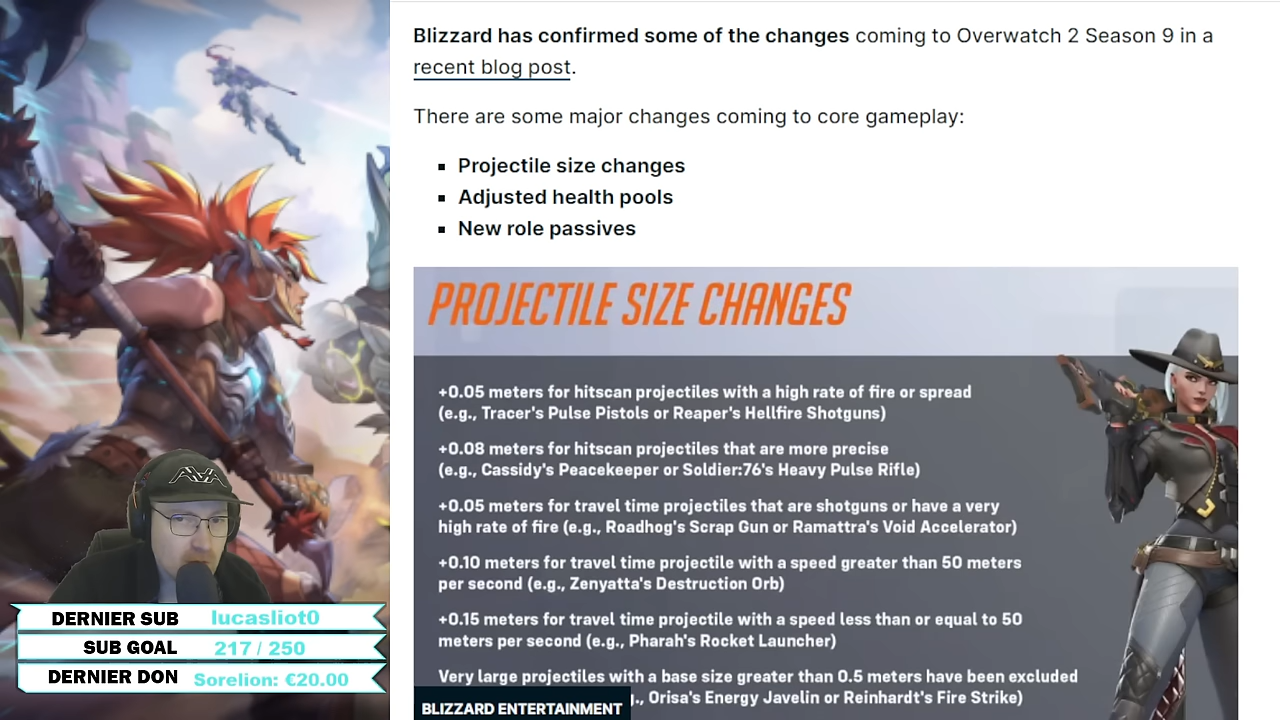 Blizzard has confirmed some of the changes coming to Overwatch 2 Season 9 in a
recent blog post.
There are some major changes coming to core gameplay:
▪ Projectile size changes
▪ Adjusted health pools
▪ New role passives
PROJECTILE SIZE CHANGES
+0.05 meters for hitscan projectiles with a high rate of fire or spread
(e.g., Tracer's Pulse Pistols or Reaper's Hellfire Shotguns)
+0.08 meters for hitscan projectiles that are more precise
(e.g., Cassidy's Peacekeeper or Soldier:76's Heavy Pulse Rifle)
+0.05 meters for travel time projectiles that are shotguns or have a very
high rate of fire (e.g., Roadhog's Scrap Gun or Ramattra's Void Accelerator)
+0.10 meters for travel time projectile with a speed greater than 50 meters
per second (e.g., Zenyatta's Destruction Orb)
+0.15 meters for travel time projectile with a speed less than or equal to 50
meters per second (e.g., Pharah's Rocket Launcher)
Very large projectiles with a base size greater than 0.5 meters have been excluded
., Orisa's Energy Javelin or Reinhardt's Fire Strike)
BLIZZARD ENTERTAINMENT
AVA
DERNIER SUB lucasliot0
SUB GOAL 217 / 250
DERNIER DON Sorelion: €20.00